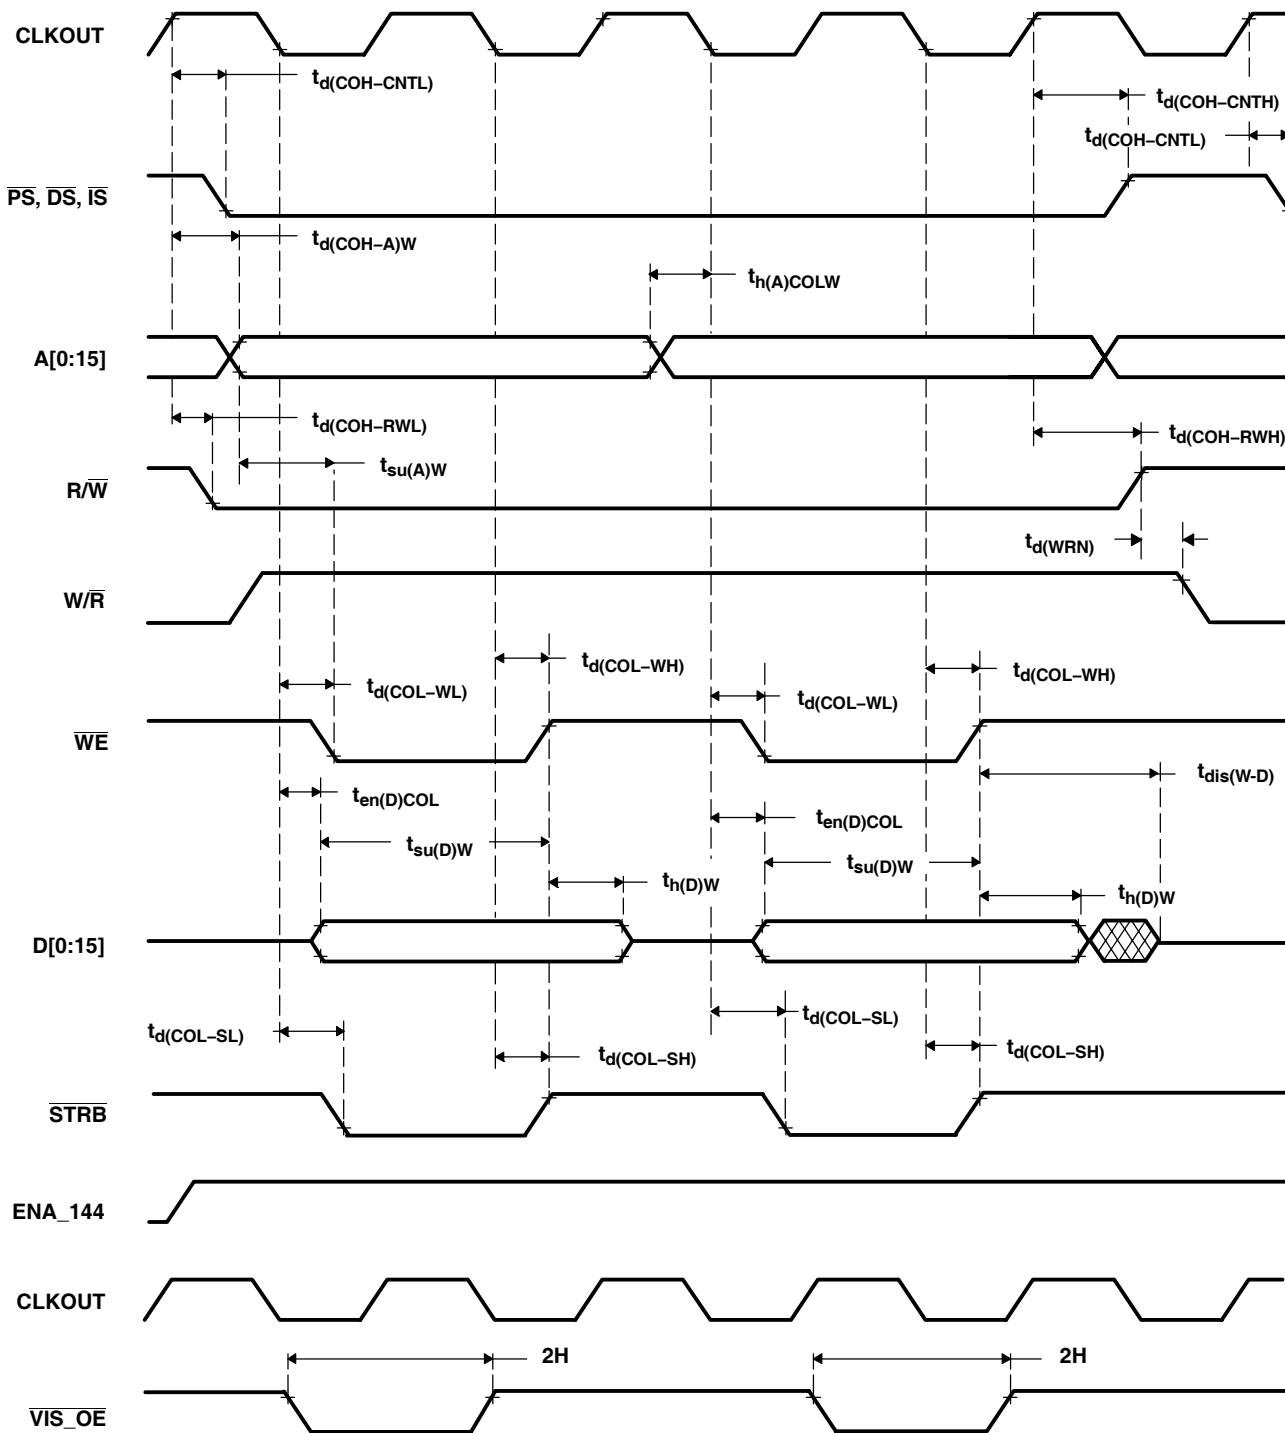 CLKOUT
td(COH–CNTL)
td(COH–CNTH)
td(COH–CNTL)
PS, DS, IS
td(COH–A)W
th(A)COLW
A[0:15]
td(COH–RWL)
td(COH–RWH)
tsu(A)W
R/W
td(WRN)
W/R
td(COL–WH)
td(COL–WH)
td(COL–WL)
td(COL–WL)
WE
tdis(W-D)
ten(D)COL
ten(D)COL
tsu(D)W
tsu(D)W
th(D)W
th(D)W
D[0:15]
td(COL–SL)
td(COL–SL)
td(COL–SH)
td(COL–SH)
STRB
ENA_144
CLKOUT
2H
2H
VIS_OE